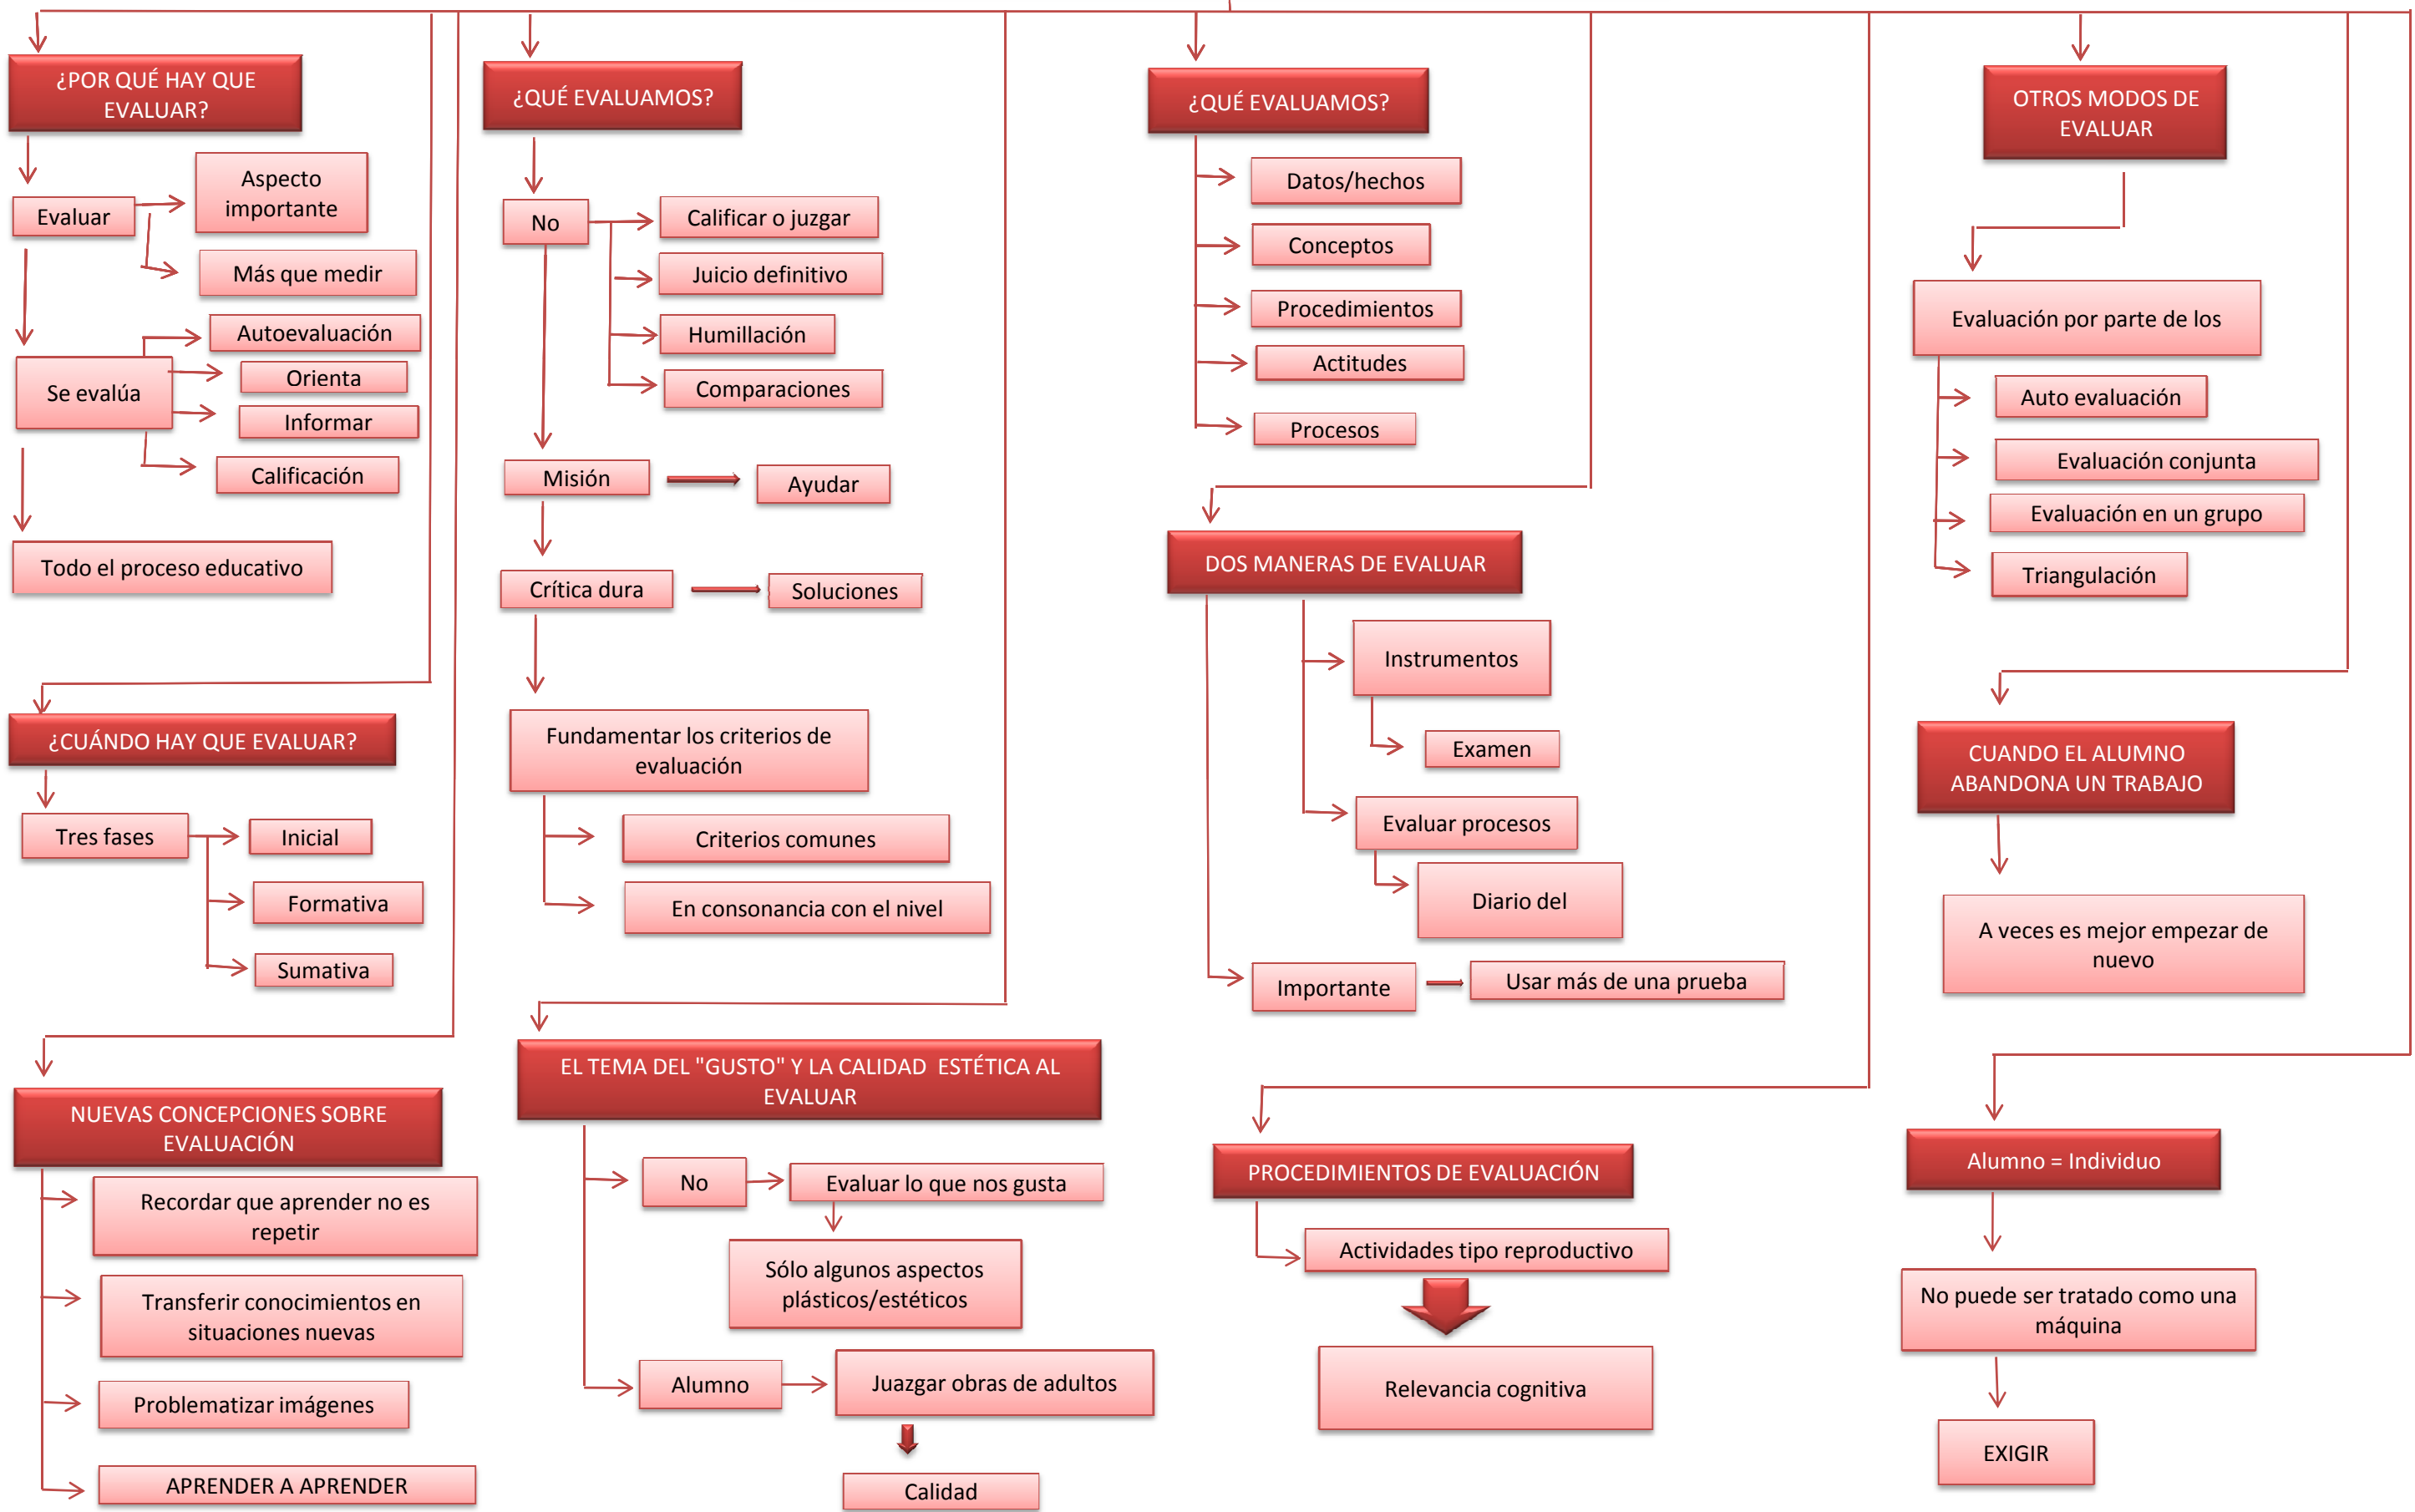 ¿POR QUÉ HAY QUE
EVALUAR?
Evaluar
Aspecto
importante
Más que medir
Se evalúa
Autoevaluación
Orienta
Informar
Calificación
Todo el proceso educativo
¿CUÁNDO HAY QUE EVALUAR?
Tres fases
Inicial
Formativa
Sumativa
NUEVAS CONCEPCIONES SOBRE
EVALUACIÓN
Recordar que aprender no es
repetir
Transferir conocimientos en
situaciones nuevas
Problematizar imágenes
APRENDER A APRENDER
¿QUÉ EVALUAMOS?
No
Calificar o juzgar
Juicio definitivo
Humillación
Comparaciones
Misión
Ayudar
Crítica dura
Soluciones
Fundamentar los criterios de
evaluación
Criterios comunes
En consonancia con el nivel
EL TEMA DEL "GUSTO" Y LA CALIDAD ESTÉTICA AL
EVALUAR
No
Evaluar lo que nos gusta
Sólo algunos aspectos
plásticos/estéticos
Alumno
Juazgar obras de adultos
Calidad
¿QUÉ EVALUAMOS?
Datos/hechos
Conceptos
Procedimientos
Actitudes
Procesos
DOS MANERAS DE EVALUAR
Instrumentos
Examen
Evaluar procesos
Diario del
Importante
Usar más de una prueba
PROCEDIMIENTOS DE EVALUACIÓN
Actividades tipo reproductivo
Relevancia cognitiva
OTROS MODOS DE
EVALUAR
Evaluación por parte de los
Auto evaluación
Evaluación conjunta
Evaluación en un grupo
Triangulación
CUANDO EL ALUMNO
ABANDONA UN TRABAJO
A veces es mejor empezar de
nuevo
Alumno = Individuo
No puede ser tratado como una
máquina
EXIGIR